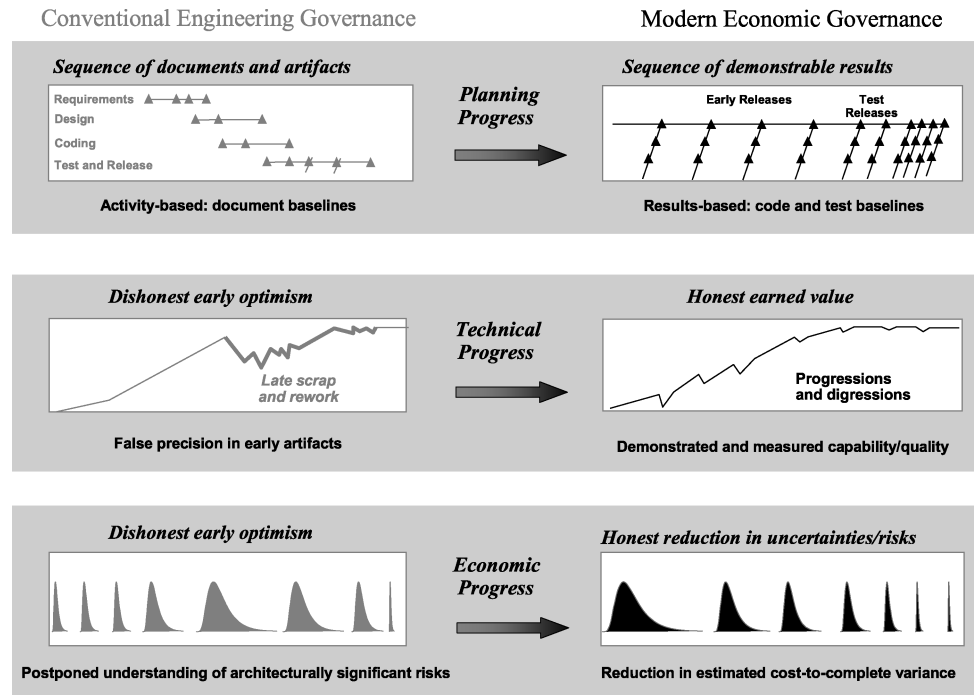 Conventional Engineering Governance
Modern Economic Governance
Sequence of documents and artifacts
Requirements
Design
Coding
Test and Release
Activity-based: document baselines
Planning
Progress
Sequence of demonstrable results
Early Releases
Test
Releases
Results-based: code and test baselines
Dishonest early optimism
Late scrap
and rework
False precision in early artifacts
Technical
Progress
Honest earned value
Progressions
and digressions
Demonstrated and measured capability/quality
Dishonest early optimism
Postponed understanding of architecturally significant risks
Economic
Progress
Honest reduction in uncertainties/risks
Reduction in estimated cost-to-complete variance